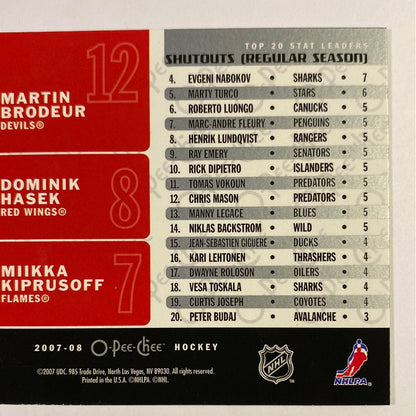 TOP 20 STAT LEADERS
SHUTOUTS (REGULAR SEASON)
12
MARTIN
BRODEUR
DEVILS®
8
DOMINIK
HASEK
RED WINGS®
7
MIIKKA
KIPRUSOFF
FLAMES®
4. EVGENI NABOKOV • SHARKS • 7
5. MARTY TURCO • STARS • 6
6. ROBERTO LUONGO • CANUCKS • 5
7. MARC-ANDRE FLEURY • PENGUINS • 5
8. HENRIK LUNDQVIST • RANGERS • 5
9. RAY EMERY • SENATORS • 5
10. RICK DIPIETRO • ISLANDERS • 5
11. TOMAS VOKOUN • PREDATORS • 5
12. CHRIS MASON • PREDATORS • 5
13. MANNY LEGACE • BLUES • 5
14. NIKLAS BACKSTROM • WILD • 5
15. JEAN-SEBASTIEN GIGUERE • DUCKS • 4
16. KARI LEHTONEN • THRASHERS • 4
17. DWAYNE ROLOSON • OILERS • 4
18. VESA TOSKALA • SHARKS • 4
19. CURTIS JOSEPH • COYOTES • 4
20. PETER BUDAJ • AVALANCHE • 3
2007-08 O-PEE-CHEE HOCKEY
©2007 UDC. 985 Trade Drive, North Las Vegas, NV 89030. All rights reserved.
Printed in the U.S.A. ©NHLPA. ©NHL.
NHL
NHLPA